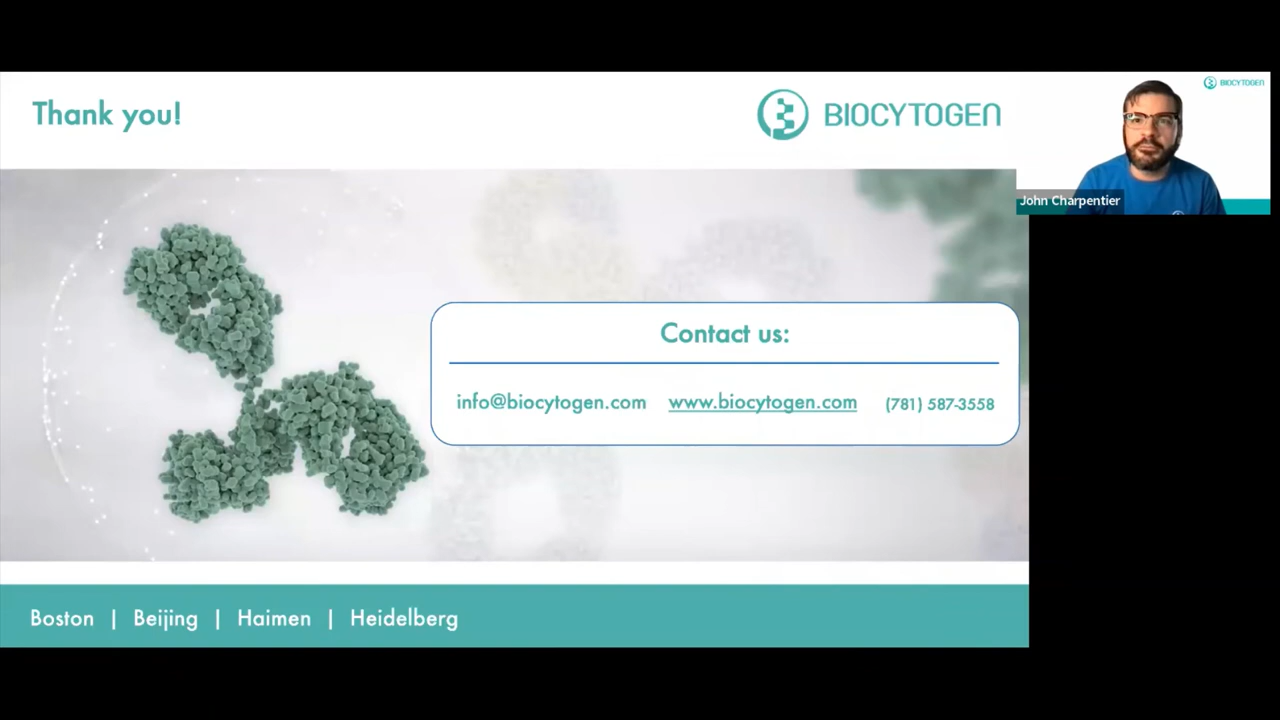 Thank you!
BIOCYTOGEN
BIOCYTOGEN
John Charpentier
Contact us:
info@biocytogen.com www.biocytogen.com (781) 587-3558
Boston | Beijing | Haimen | Heidelberg